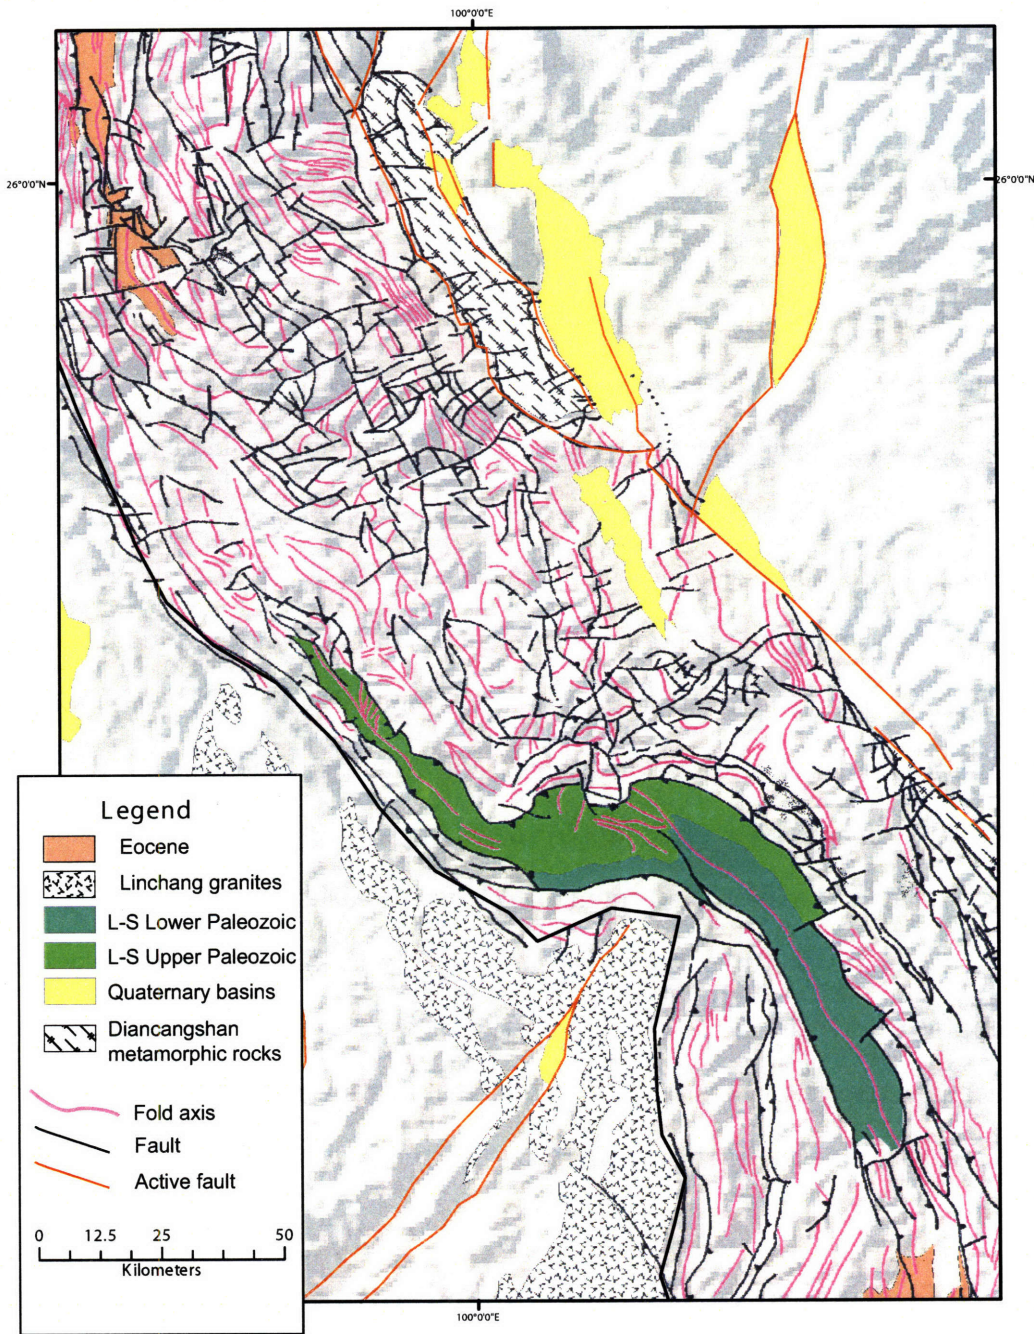 100°0'0"E
26°0'0"N
26°0'0"N
Legend
Eocene
Linchang granites
L-S Lower Paleozoic
L-S Upper Paleozoic
Quaternary basins
Diancangshan
metamorphic rocks
Fold axis
Fault
Active fault
0 12.5 25 50
Kilometers
100°0'0"E